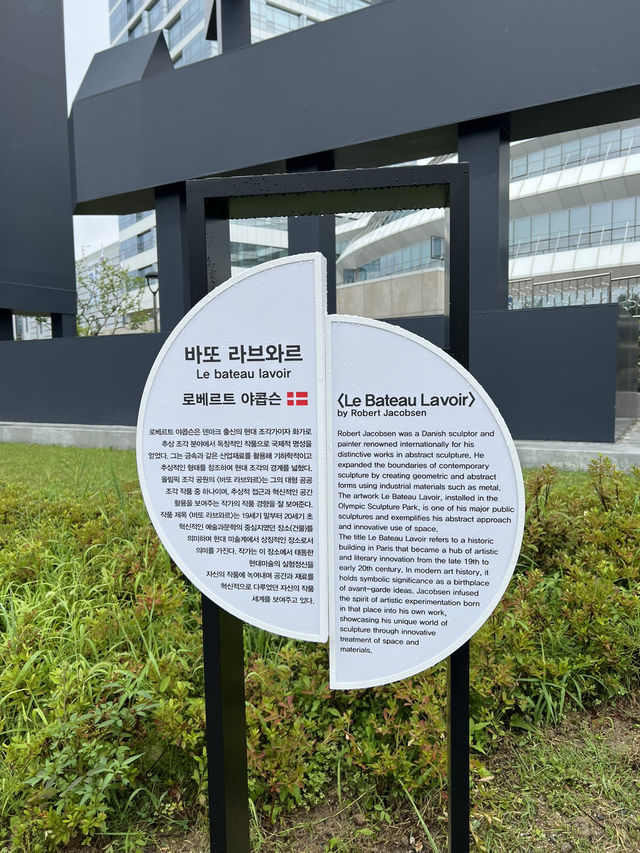 바또 라브와르
Le bateau lavoir
로베르트 야콥슨
로베르트 야콥슨은 덴마크 출신의 현대 조각가이자 화가로
추상 조각 분야에서 독창적인 작품으로 국제적 명성을
얻었다. 그는 금속과 같은 산업재료를 활용해 기하학적이고
추상적인 형태를 창조하며 현대 조각의 경계를 넓혔다.
올림픽 조각 공원의 〈바또 라브와르〉는 그의 대형 공공
조각 작품 중 하나이며, 추상적 접근과 혁신적인 공간
활용을 보여주는 작가의 작품 경향을 잘 보여준다.
작품 제목 〈바또 라브와르〉는 19세기 말부터 20세기 초
혁신적인 예술과문학의 중심지였던 장소(건물)를
의미하며 현대 미술계에서 상징적인 장소로서
의미를 가진다. 작가는 이 장소에서 태동한
현대미술의 실험정신을
자신의 작품에 녹여내며 공간과 재료를
혁신적으로 다루었던 자신의 작품
세계를 보여주고 있다.
〈Le Bateau Lavoir〉
by Robert Jacobsen
Robert Jacobsen was a Danish sculptor and
painter renowned internationally for his
distinctive works in abstract sculpture. He
expanded the boundaries of contemporary
sculpture by creating geometric and abstract
forms using industrial materials such as metal.
The artwork Le Bateau Lavoir, installed in the
Olympic Sculpture Park, is one of his major public
sculptures and exemplifies his abstract approach
and innovative use of space.
The title Le Bateau Lavoir refers to a historic
building in Paris that became a hub of artistic
and literary innovation from the late 19th to
early 20th century. In modern art history, it
holds symbolic significance as a birthplace
of avant-garde ideas, Jacobsen infused
the spirit of artistic experimentation born
in that place into his own work,
showcasing his unique world of
sculpture through innovative
treatment of space and
materials.